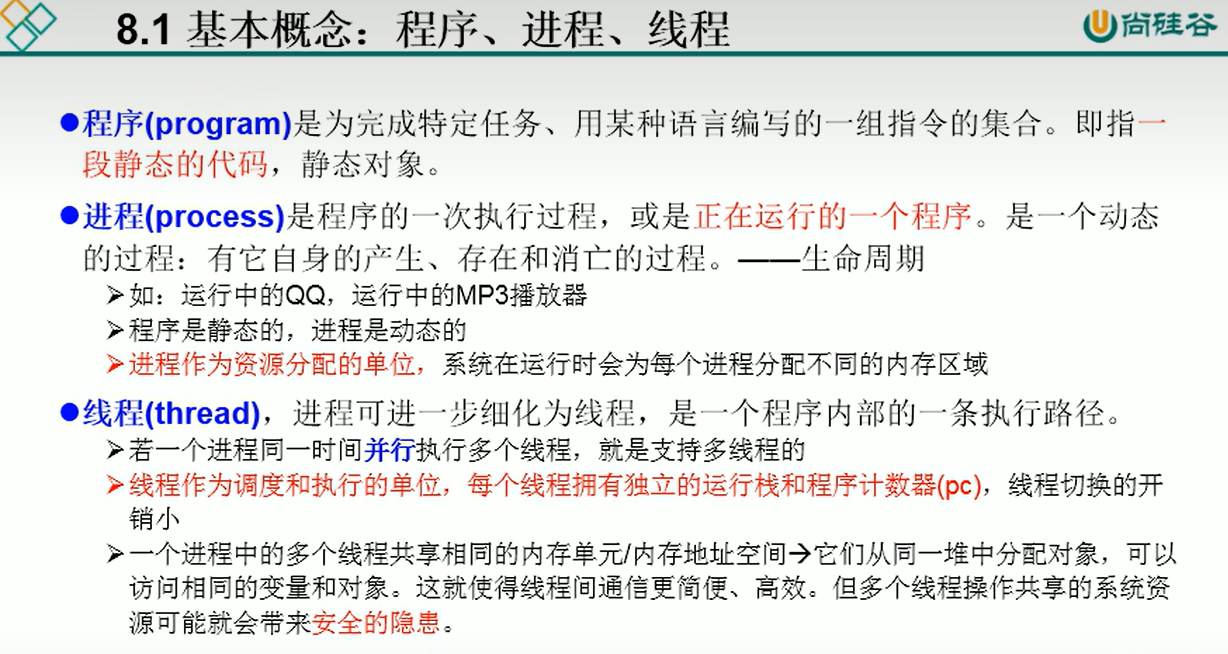 8.1 基本概念：程序、进程、线程
尚硅谷
●程序(program)是为完成特定任务、用某种语言编写的一组指令的集合。即指一
段静态的代码，静态对象。
●进程(process)是程序的一次执行过程，或是正在运行的一个程序。是一个动态
的过程：有它自身的产生、存在和消亡的过程。——生命周期
➢如：运行中的QQ，运行中的MP3播放器
➢程序是静态的，进程是动态的
➢进程作为资源分配的单位，系统在运行时会为每个进程分配不同的内存区域
●线程(thread)，进程可进一步细化为线程，是一个程序内部的一条执行路径。
➢若一个进程同一时间并行执行多个线程，就是支持多线程的
➢线程作为调度和执行的单位，每个线程拥有独立的运行栈和程序计数器(pc)，线程切换的开
销小
➢一个进程中的多个线程共享相同的内存单元/内存地址空间→它们从同一堆中分配对象，可以
访问相同的变量和对象。这就使得线程间通信更简便、高效。但多个线程操作共享的系统资
源可能就会带来安全的隐患。